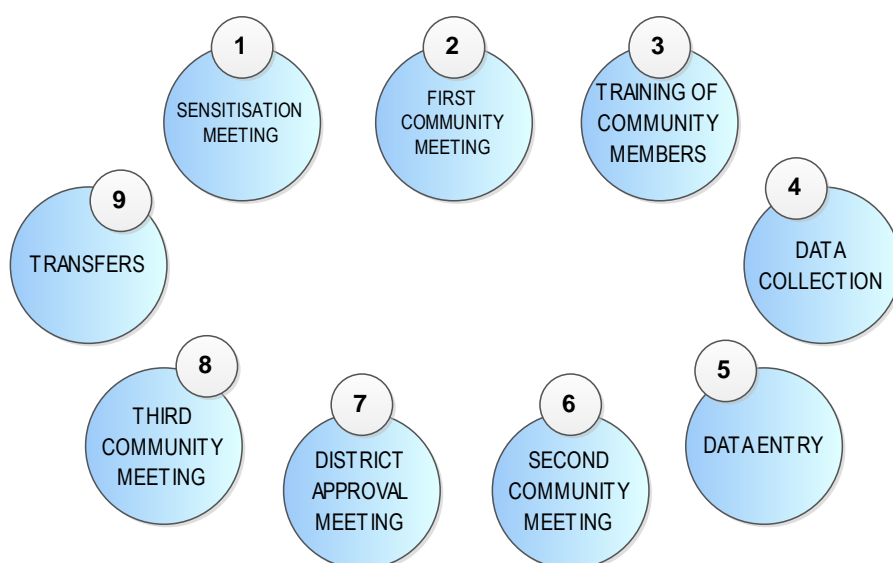 1
SENSITISATION
MEETING
2
FIRST
COMMUNITY
MEETING
3
TRAINING OF
COMMUNITY
MEMBERS
4
DATA
COLLECTION
5
DATA ENTRY
6
SECOND
COMMUNITY
MEETING
7
DISTRICT
APPROVAL
MEETING
8
THIRD
COMMUNITY
MEETING
9
TRANSFERS